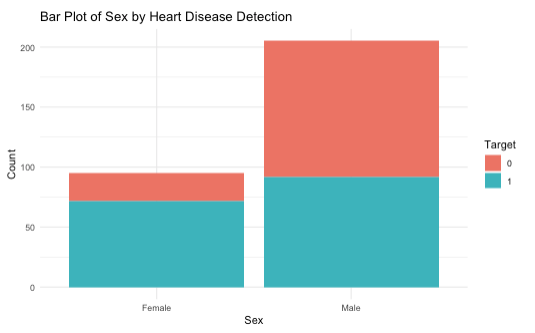 Bar Plot of Sex by Heart Disease Detection
200
150
100
50
0
Count
Female
Male
Sex
Target
0
1